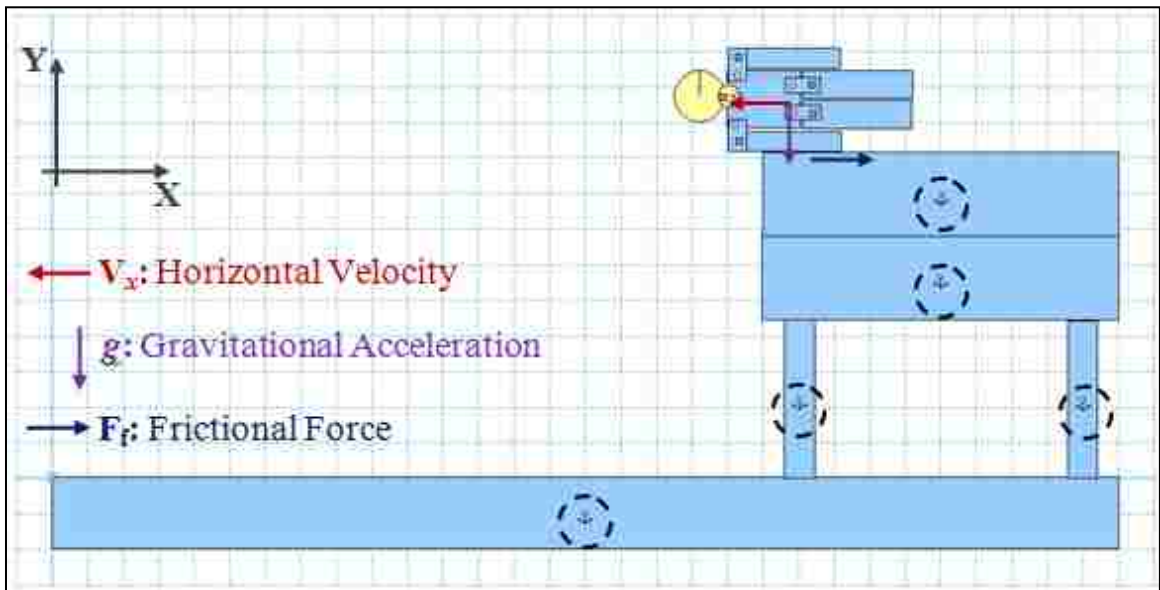 Y
X
Vx: Horizontal Velocity
g: Gravitational Acceleration
Ff: Frictional Force